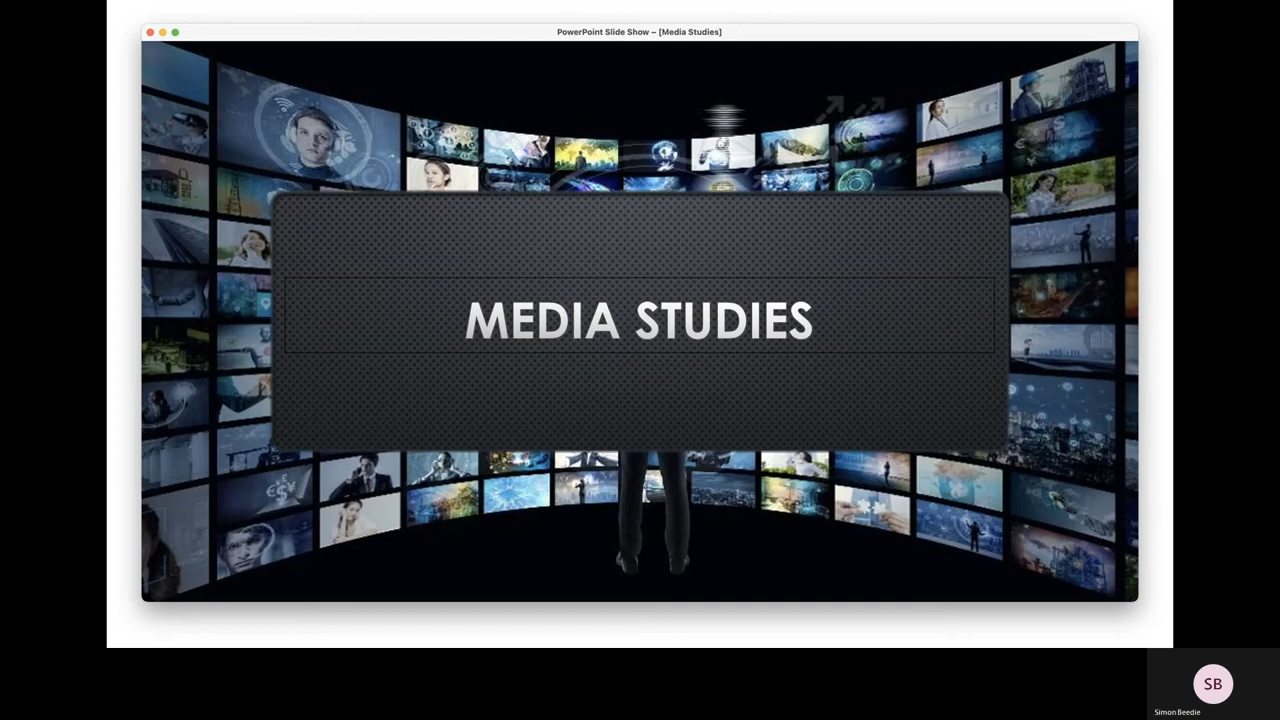 PowerPoint Slide Show – [Media Studies]
MEDIA STUDIES
SB
Simon Beedie